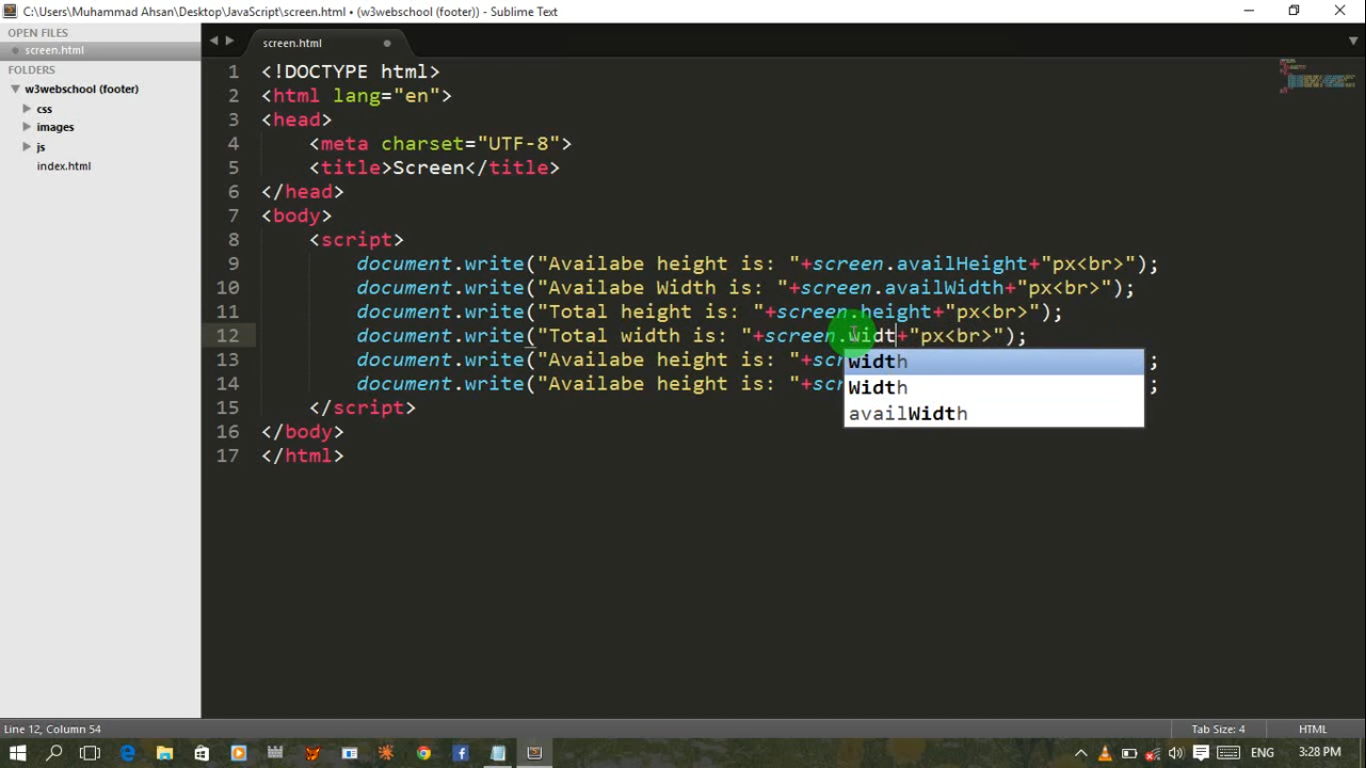 C:\Users\Muhammad Ahsan\Desktop\JavaScript\screen.html • (w3webschool (footer)) - Sublime Text
OPEN FILES
screen.html
FOLDERS
w3webschool (footer)
css
images
js
index.html
screen.html
1 <!DOCTYPE html>
2 <html lang="en">
3 <head>
4 <meta charset="UTF-8">
5 <title>Screen</title>
6 </head>
7 <body>
8 <script>
9 document.write("Availabe height is: "+screen.availHeight+"px<br>");
10 document.write("Availabe Width is: "+screen.availWidth+"px<br>");
11 document.write("Total height is: "+screen.height+"px<br>");
12 document.write("Total width is: "+screen.widt+"px<br>");
13 document.write("Availabe height is: "+scr ;
14 document.write("Availabe height is: "+scr ;
width
Width
availWidth
15 </script>
16 </body>
17 </html>
Line 12, Column 54
Tab Size: 4
HTML
ENG
3:28 PM